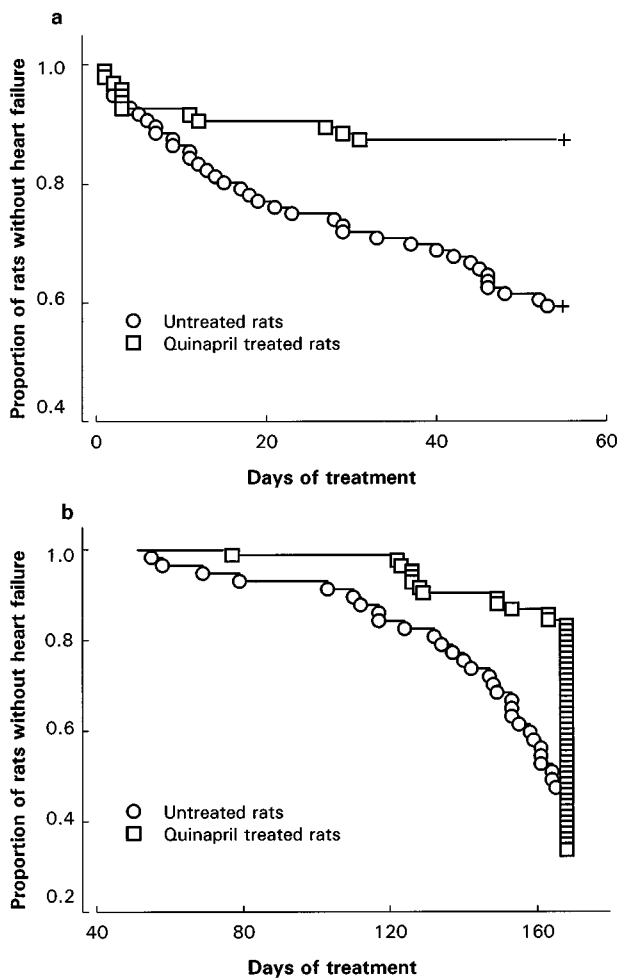 a
Proportion of rats without heart failure
1.0
0.8
0.6
0.4
Untreated rats
Quinapril treated rats
0 20 40 60
Days of treatment
b
Proportion of rats without heart failure
1.0
0.8
0.6
0.4
0.2
Untreated rats
Quinapril treated rats
40 80 120 160
Days of treatment